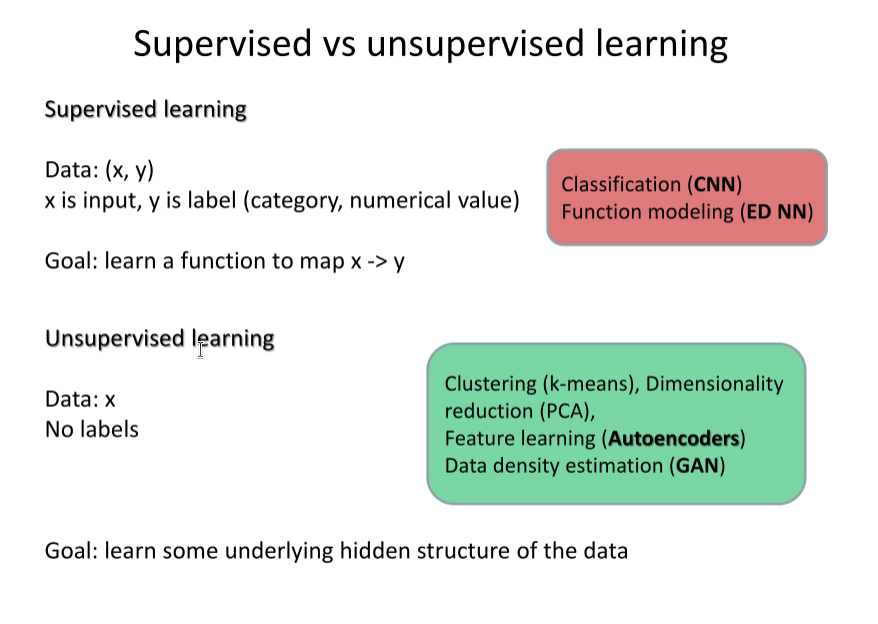 Supervised vs unsupervised learning
Supervised learning
Data: (x, y)
x is input, y is label (category, numerical value)
Classification (CNN)
Function modeling (ED NN)
Goal: learn a function to map x -> y
Unsupervised learning
Data: x
No labels
Clustering (k-means), Dimensionality
reduction (PCA),
Feature learning (Autoencoders)
Data density estimation (GAN)
Goal: learn some underlying hidden structure of the data